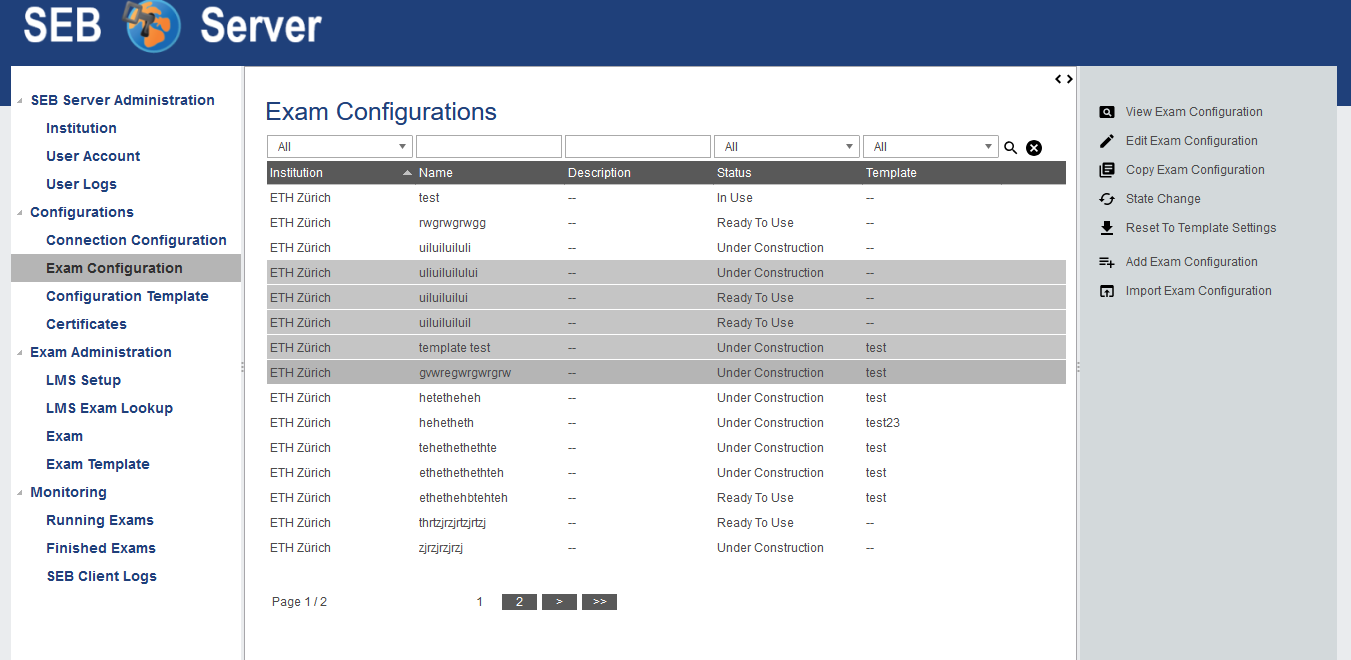 SEB Server
SEB Server Administration
Institution
User Account
User Logs
Configurations
Connection Configuration
Exam Configuration
Configuration Template
Certificates
Exam Administration
LMS Setup
LMS Exam Lookup
Exam
Exam Template
Monitoring
Running Exams
Finished Exams
SEB Client Logs
Exam Configurations
All All All
Institution Name Description Status Template
ETH Zürich test -- In Use --
ETH Zürich rwgrwgrwgg -- Ready To Use --
ETH Zürich uiluiluiluli -- Under Construction --
ETH Zürich uliuiluilului -- Under Construction --
ETH Zürich uiluiluilui -- Ready To Use --
ETH Zürich uiluiluiluil -- Ready To Use --
ETH Zürich template test -- Under Construction test
ETH Zürich gvwregwrgwrgrw -- Under Construction test
ETH Zürich hetetheheh -- Under Construction test
ETH Zürich hehetheth -- Under Construction test23
ETH Zürich tehethethethte -- Under Construction test
ETH Zürich ethethethethteh -- Under Construction test
ETH Zürich ethethehbtehteh -- Ready To Use test
ETH Zürich thrtzjrzjrtzjrtzj -- Ready To Use --
ETH Zürich zjrzjrzjrzj -- Under Construction --
Page 1 / 2 1 2 > >>
View Exam Configuration
Edit Exam Configuration
Copy Exam Configuration
State Change
Reset To Template Settings
Add Exam Configuration
Import Exam Configuration